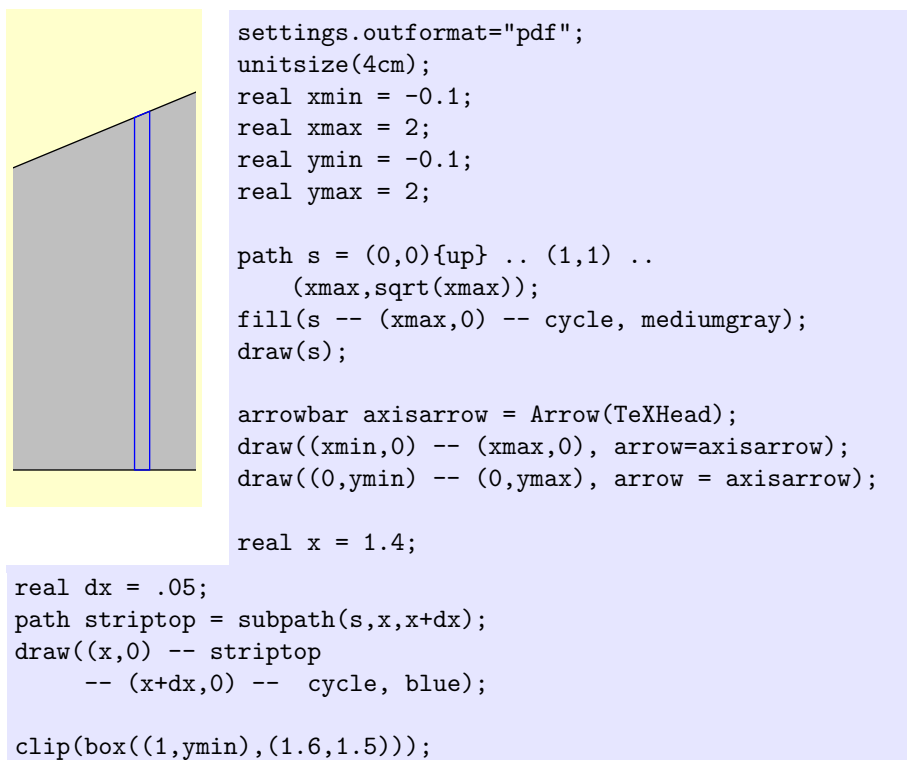 settings.outformat="pdf";
unitsize(4cm);
real xmin = -0.1;
real xmax = 2;
real ymin = -0.1;
real ymax = 2;
path s = (0,0){up} .. (1,1) ..
    (xmax,sqrt(xmax));
fill(s -- (xmax,0) -- cycle, mediumgray);
draw(s);
arrowbar axisarrow = Arrow(TeXHead);
draw((xmin,0) -- (xmax,0), arrow=axisarrow);
draw((0,ymin) -- (0,ymax), arrow = axisarrow);
real x = 1.4;
real dx = .05;
path striptop = subpath(s,x,x+dx);
draw((x,0) -- striptop
     -- (x+dx,0) --  cycle, blue);
clip(box((1,ymin),(1.6,1.5)));